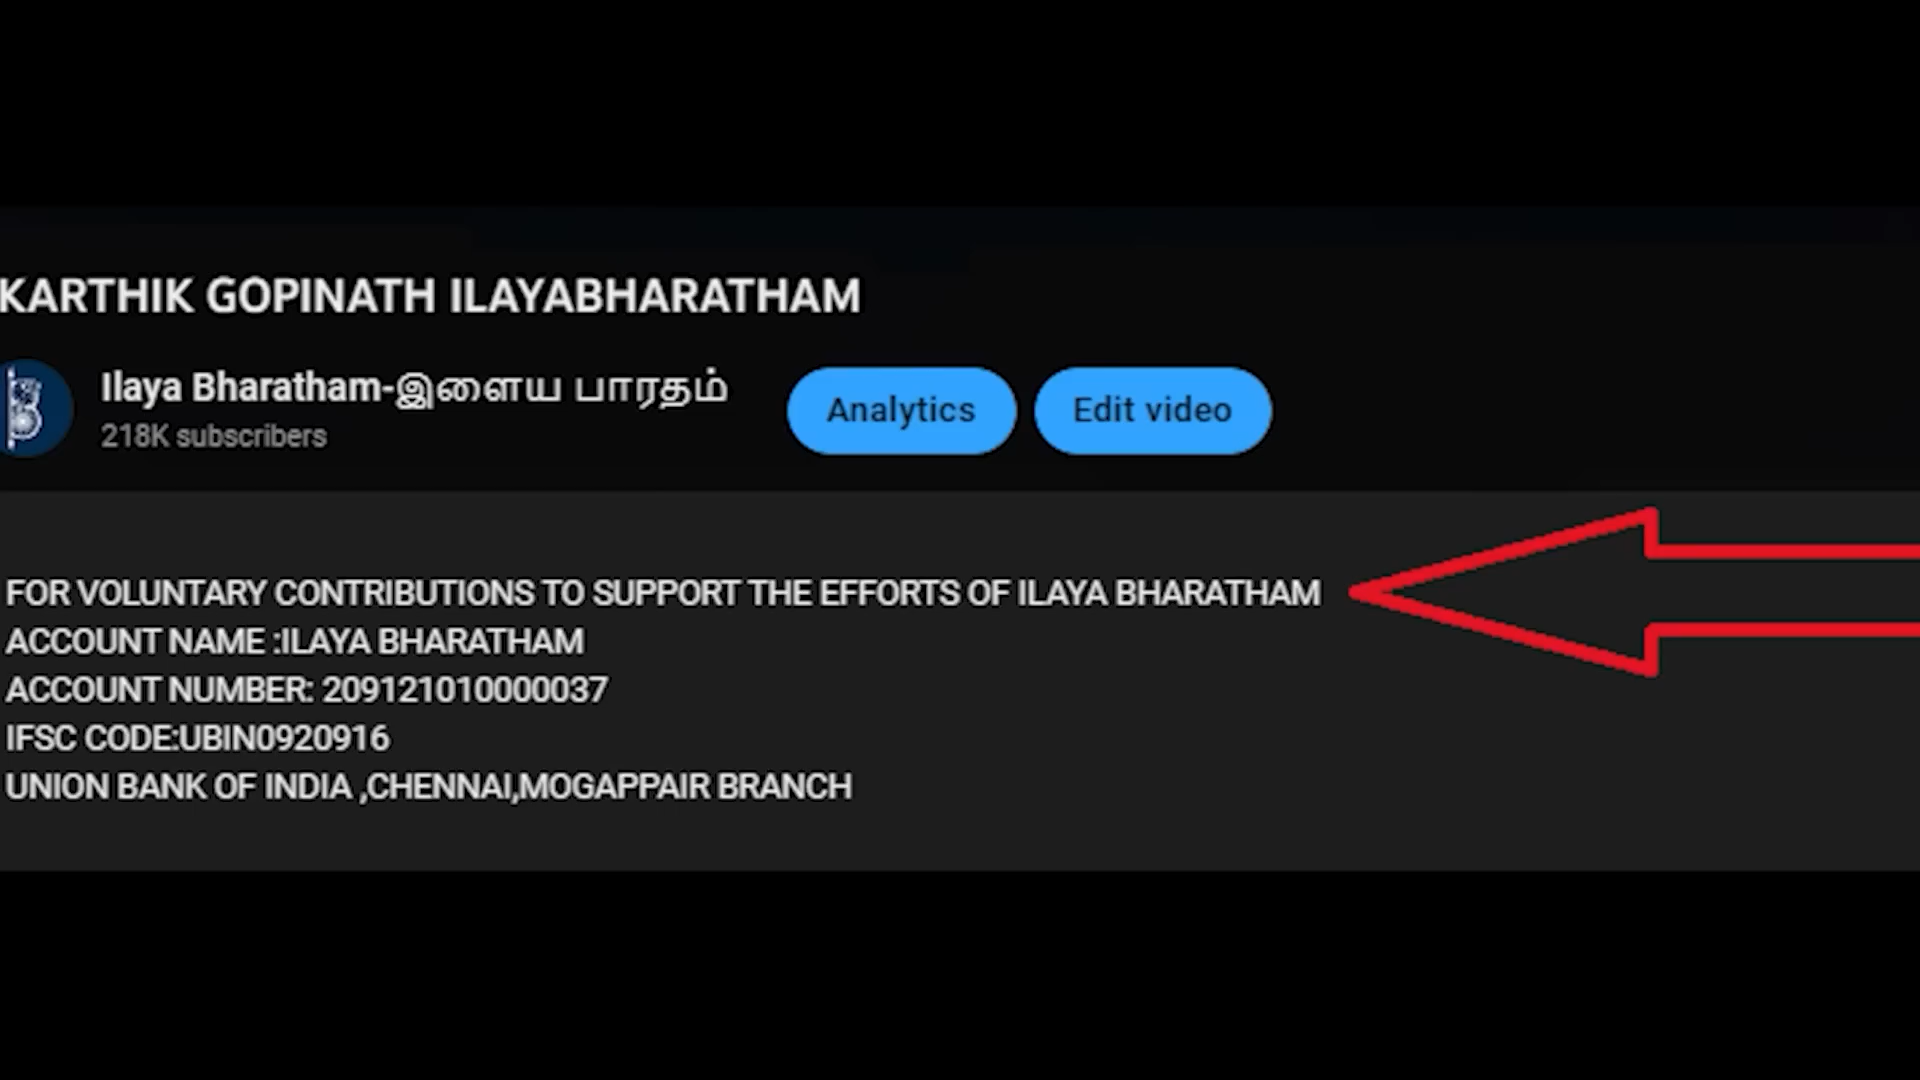 KARTHIK GOPINATH ILAYABHARATHAM
Ilaya Bharatham-இளைய பாரதம்
218K subscribers
Analytics
Edit video
FOR VOLUNTARY CONTRIBUTIONS TO SUPPORT THE EFFORTS OF ILAYA BHARATHAM
ACCOUNT NAME :ILAYA BHARATHAM
ACCOUNT NUMBER: 209121010000037
IFSC CODE:UBIN0920916
UNION BANK OF INDIA ,CHENNAI,MOGAPPAIR BRANCH